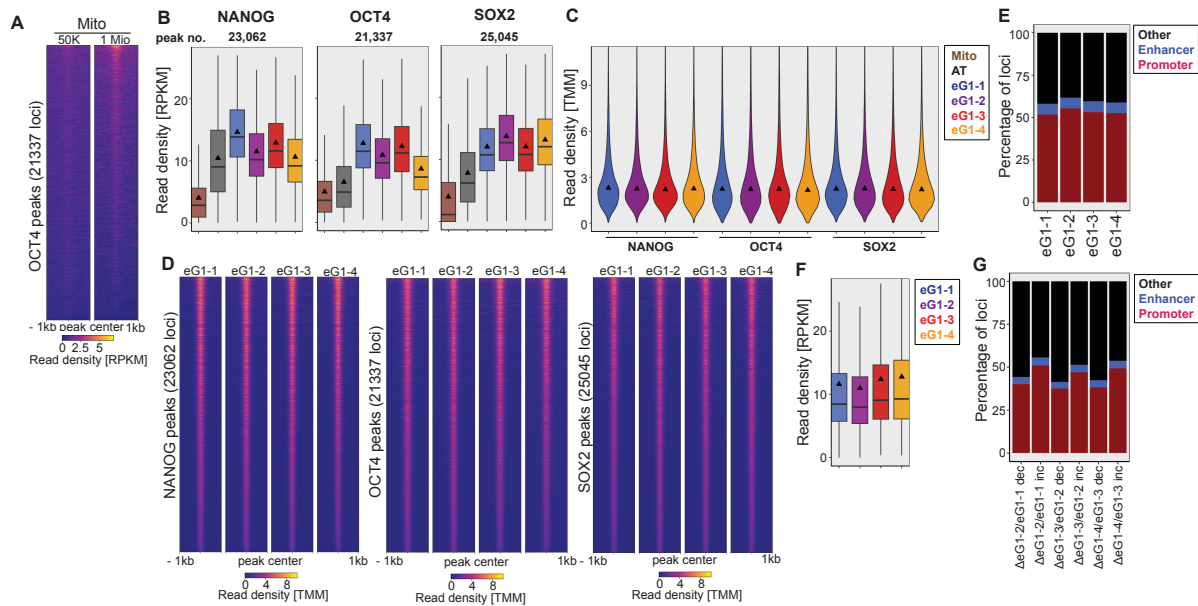 A
Mito
50K 1 Mio
OCT4 peaks (21337 loci)
- 1kb peak center 1kb
0 2.5 5
Read density [RPKM]
B
NANOG OCT4 SOX2
peak no. 23,062 21,337 25,045
Read density [RPKM]
20
10
0
C
Read density [TMM]
9
6
3
0
NANOG OCT4 SOX2
Mito
AT
eG1-1
eG1-2
eG1-3
eG1-4
D
eG1-1 eG1-2 eG1-3 eG1-4
NANOG peaks (23062 loci)
- 1kb peak center 1kb
0 4 8
Read density [TMM]
eG1-1 eG1-2 eG1-3 eG1-4
OCT4 peaks (21337 loci)
- 1kb peak center 1kb
0 4 8
Read density [TMM]
eG1-1 eG1-2 eG1-3 eG1-4
SOX2 peaks (25045 loci)
- 1kb peak center 1kb
0 4 8
Read density [TMM]
E
Percentage of loci
100
75
50
25
0
eG1-1
eG1-2
eG1-3
eG1-4
Other
Enhancer
Promoter
F
Read density [RPKM]
20
10
0
eG1-1
eG1-2
eG1-3
eG1-4
G
Percentage of loci
100
75
50
25
0
ΔeG1-2/eG1-1 dec
ΔeG1-2/eG1-1 inc
ΔeG1-3/eG1-2 dec
ΔeG1-3/eG1-2 inc
ΔeG1-4/eG1-3 dec
ΔeG1-4/eG1-3 inc
Other
Enhancer
Promoter